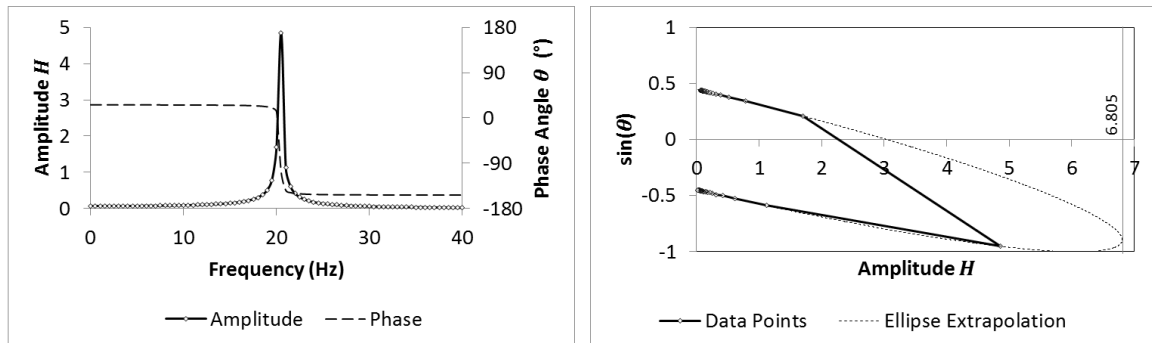 5
4
3
2
1
0
180
90
0
-90
-180
0 10 20 30 40
Amplitude H
Phase Angle θ (°)
Frequency (Hz)
Amplitude Phase
1
0.5
0
-0.5
-1
0 1 2 3 4 5 6 7
6.805
sin(θ)
Amplitude H
Data Points Ellipse Extrapolation